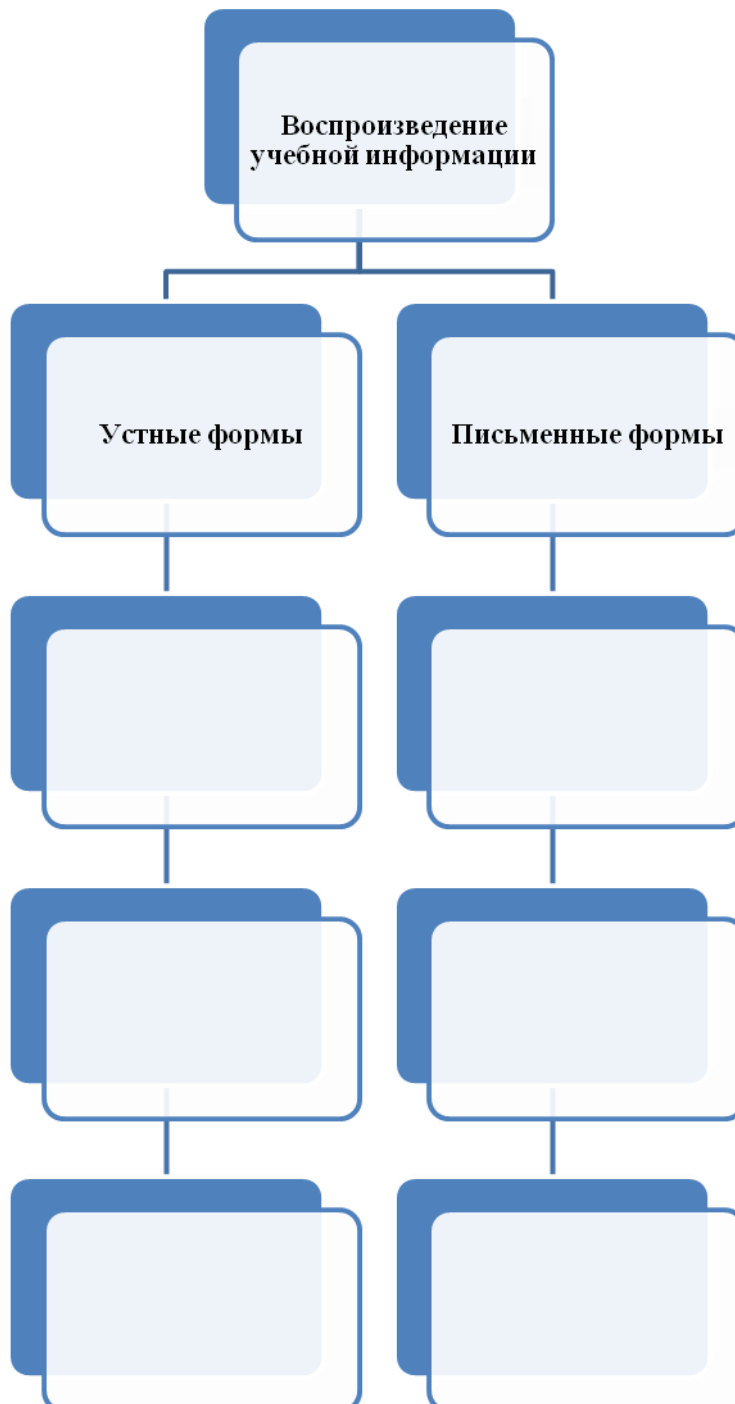 Воспроизведение
учебной информации
Устные формы
Письменные формы